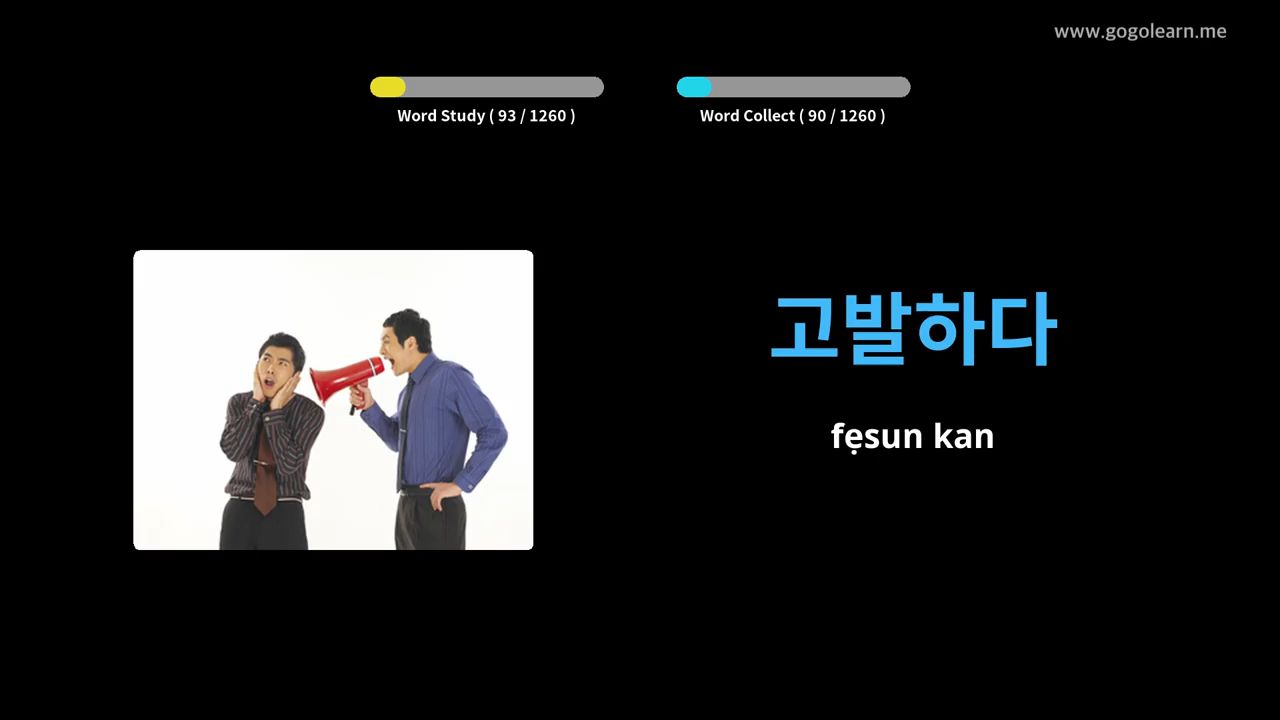 www.gogolearn.me
Word Study ( 93 / 1260 )
Word Collect ( 90 / 1260 )
고발하다
fẹsun kan